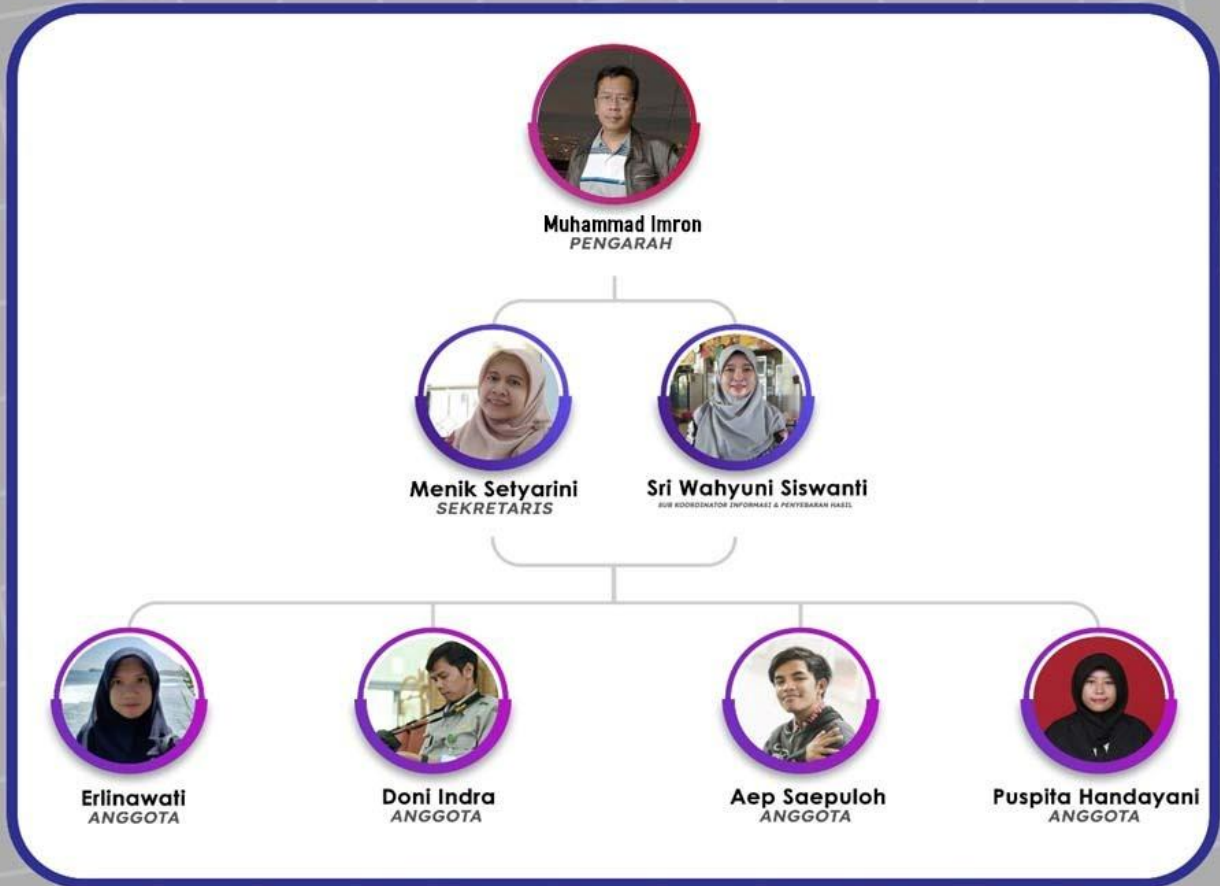 Muhammad Imron
PENGARAH
Menik Setyarini
SEKRETARIS
Sri Wahyuni Siswanti
SUB KOORDINATOR INFORMASI & PENYEBARAN HASIL
Erlinawati
ANGGOTA
Doni Indra
ANGGOTA
Aep Saepuloh
ANGGOTA
Puspita Handayani
ANGGOTA